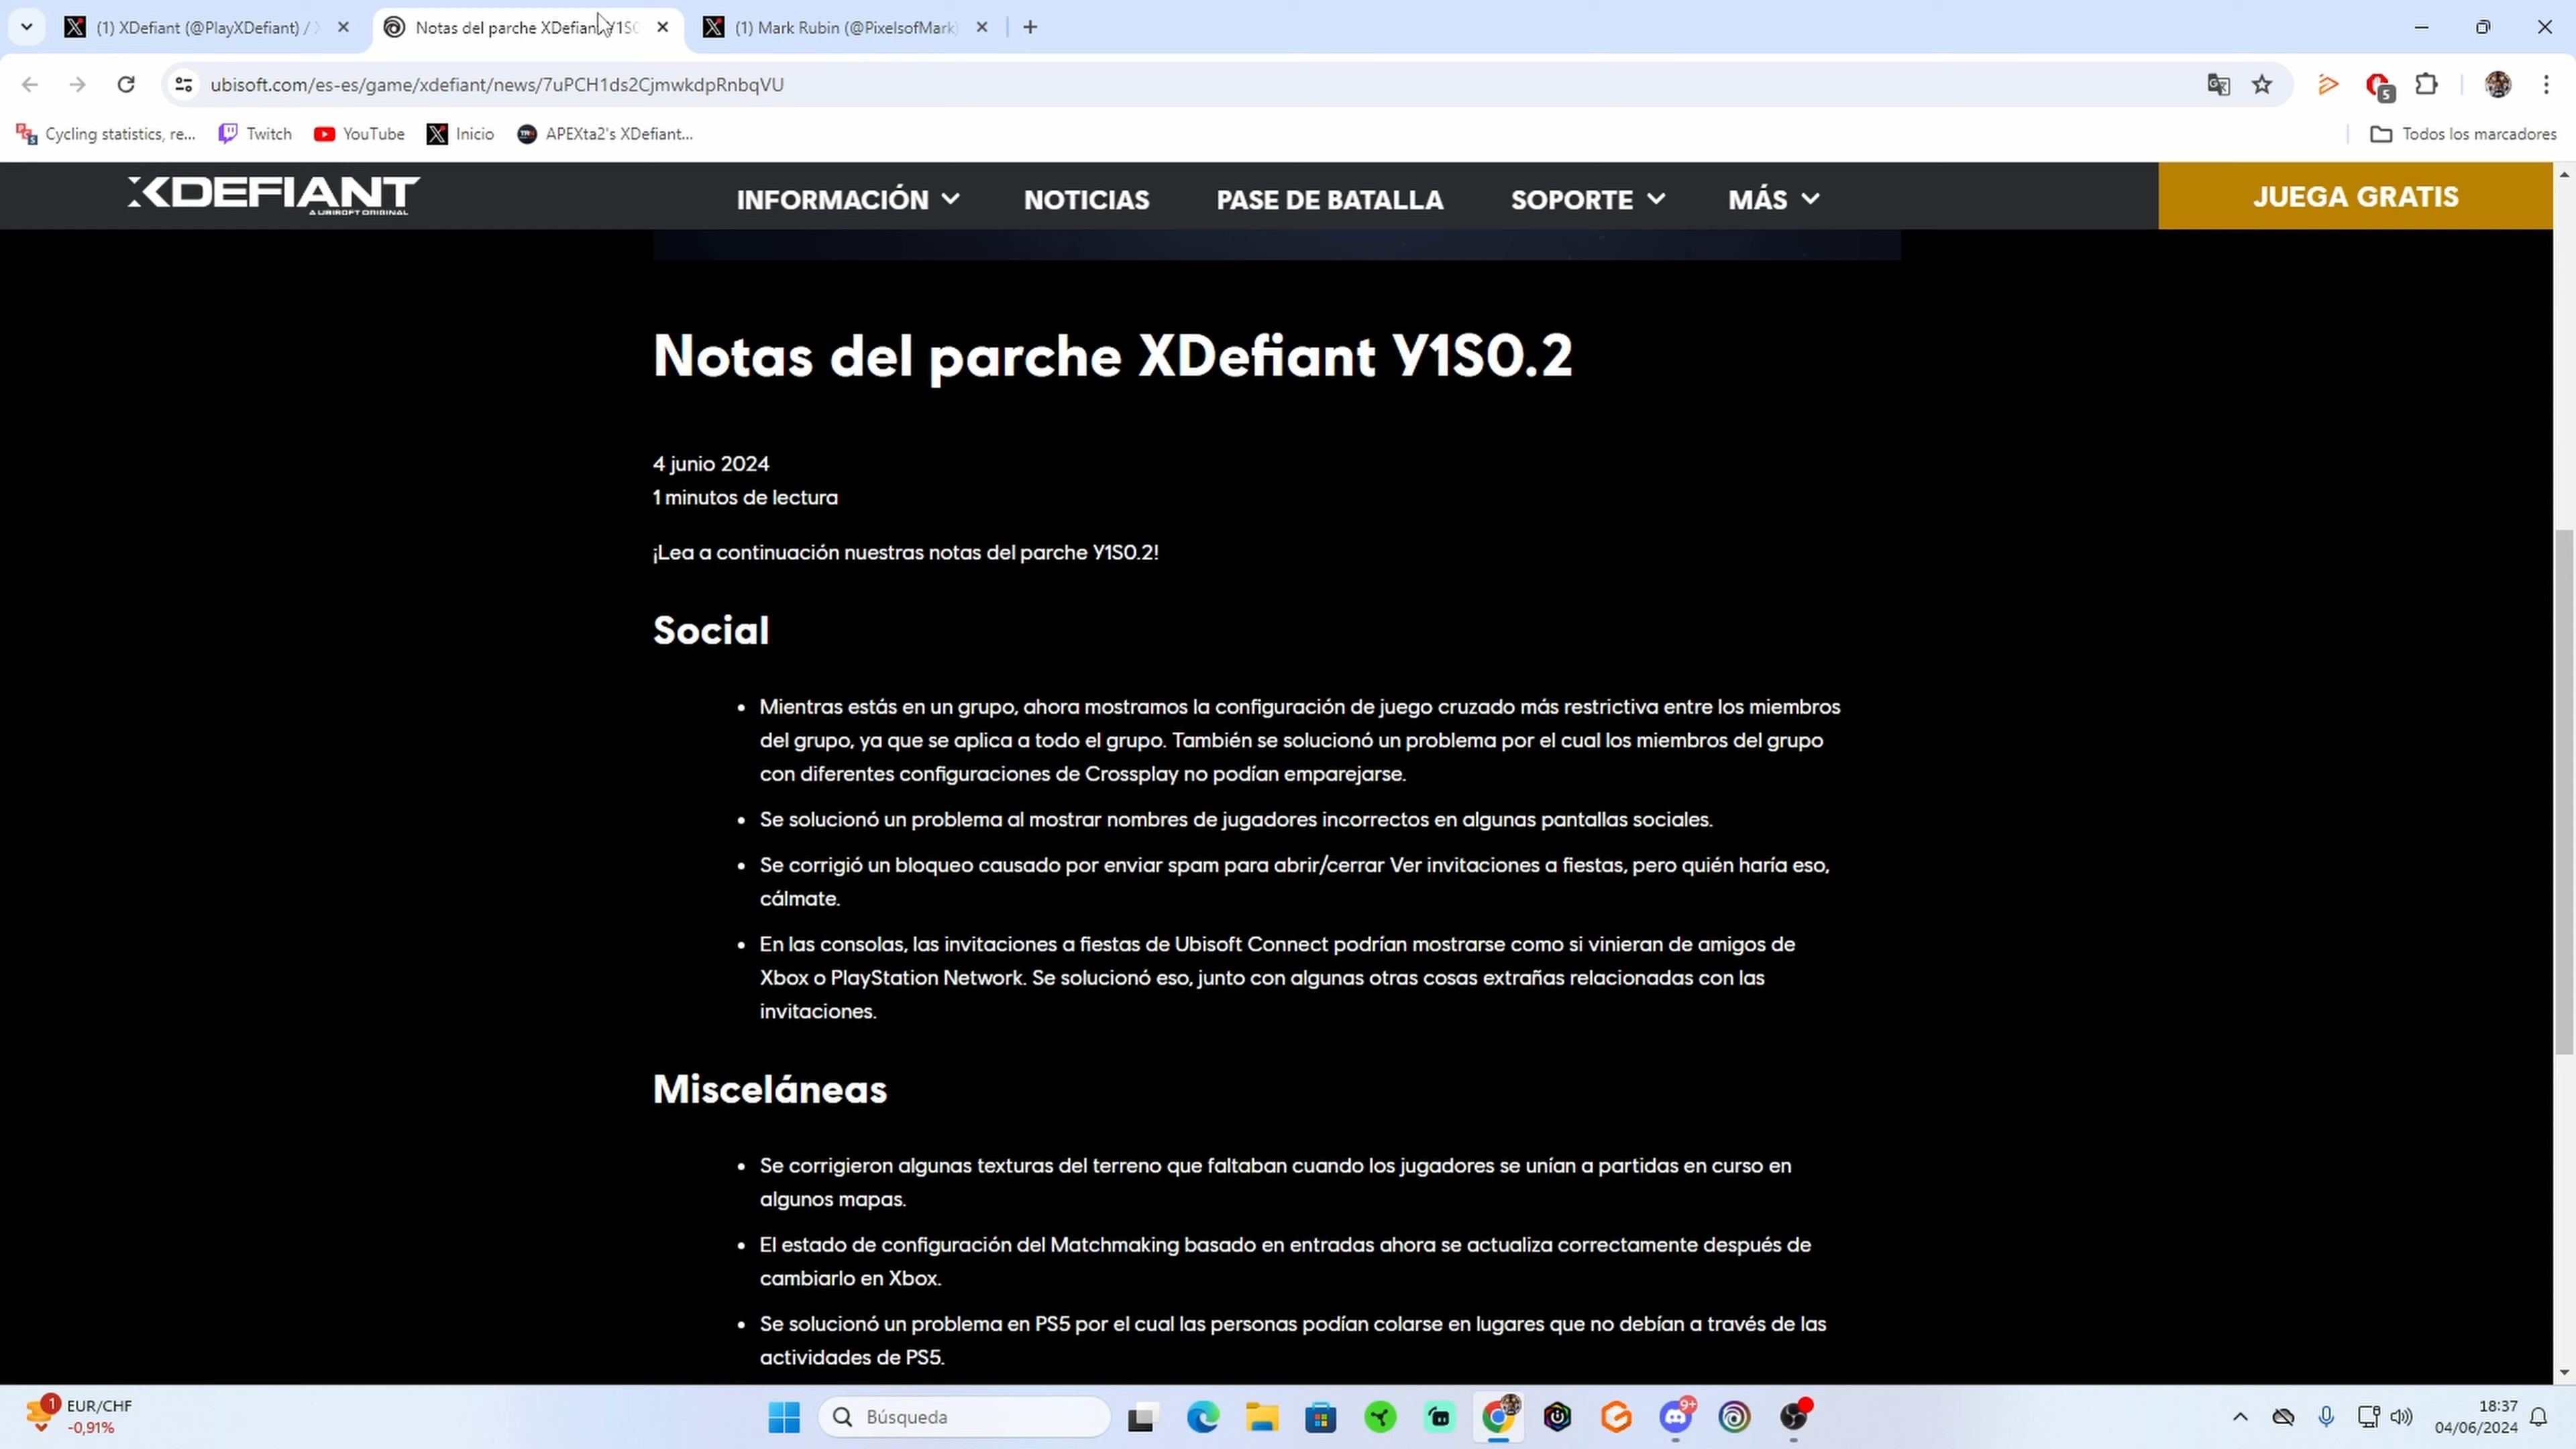 (1) XDefiant (@PlayXDefiant) /
Notas del parche XDefiant Y1S0
(1) Mark Rubin (@PixelsofMark)
ubisoft.com/es-es/game/xdefiant/news/7uPCH1ds2CjmwkdpRnbqVU
5
Cycling statistics, re...
Twitch
YouTube
Inicio
APEXta2's XDefiant...
Todos los marcadores
XDEFIANT
A UBISOFT ORIGINAL
INFORMACIÓN
NOTICIAS
PASE DE BATALLA
SOPORTE
MÁS
JUEGA GRATIS
Notas del parche XDefiant Y1S0.2
4 junio 2024
1 minutos de lectura
¡Lea a continuación nuestras notas del parche Y1S0.2!
Social
• Mientras estás en un grupo, ahora mostramos la configuración de juego cruzado más restrictiva entre los miembros
del grupo, ya que se aplica a todo el grupo. También se solucionó un problema por el cual los miembros del grupo
con diferentes configuraciones de Crossplay no podían emparejarse.
• Se solucionó un problema al mostrar nombres de jugadores incorrectos en algunas pantallas sociales.
• Se corrigió un bloqueo causado por enviar spam para abrir/cerrar Ver invitaciones a fiestas, pero quién haría eso,
cálmate.
• En las consolas, las invitaciones a fiestas de Ubisoft Connect podrían mostrarse como si vinieran de amigos de
Xbox o PlayStation Network. Se solucionó eso, junto con algunas otras cosas extrañas relacionadas con las
invitaciones.
Misceláneas
• Se corrigieron algunas texturas del terreno que faltaban cuando los jugadores se unían a partidas en curso en
algunos mapas.
• El estado de configuración del Matchmaking basado en entradas ahora se actualiza correctamente después de
cambiarlo en Xbox.
• Se solucionó un problema en PS5 por el cual las personas podían colarse en lugares que no debían a través de las
actividades de PS5.
1
EUR/CHF
-0,91%
Búsqueda
9+
18:37
04/06/2024